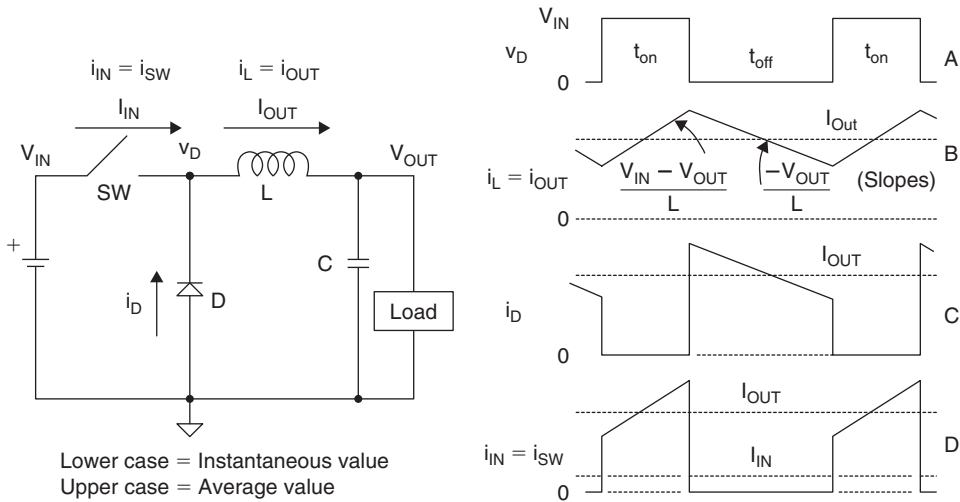 i_IN = i_SW
I_IN
i_L = i_OUT
I_OUT
V_IN
SW
v_D
L
V_OUT
+
i_D
D
C
Load
Lower case = Instantaneous value
Upper case = Average value
V_IN
v_D
0
t_on
t_off
t_on
A
I_Out
B
i_L = i_OUT
V_IN − V_OUT
L
−V_OUT
L
(Slopes)
0
I_OUT
i_D
C
0
I_OUT
D
i_IN = i_SW
I_IN
0